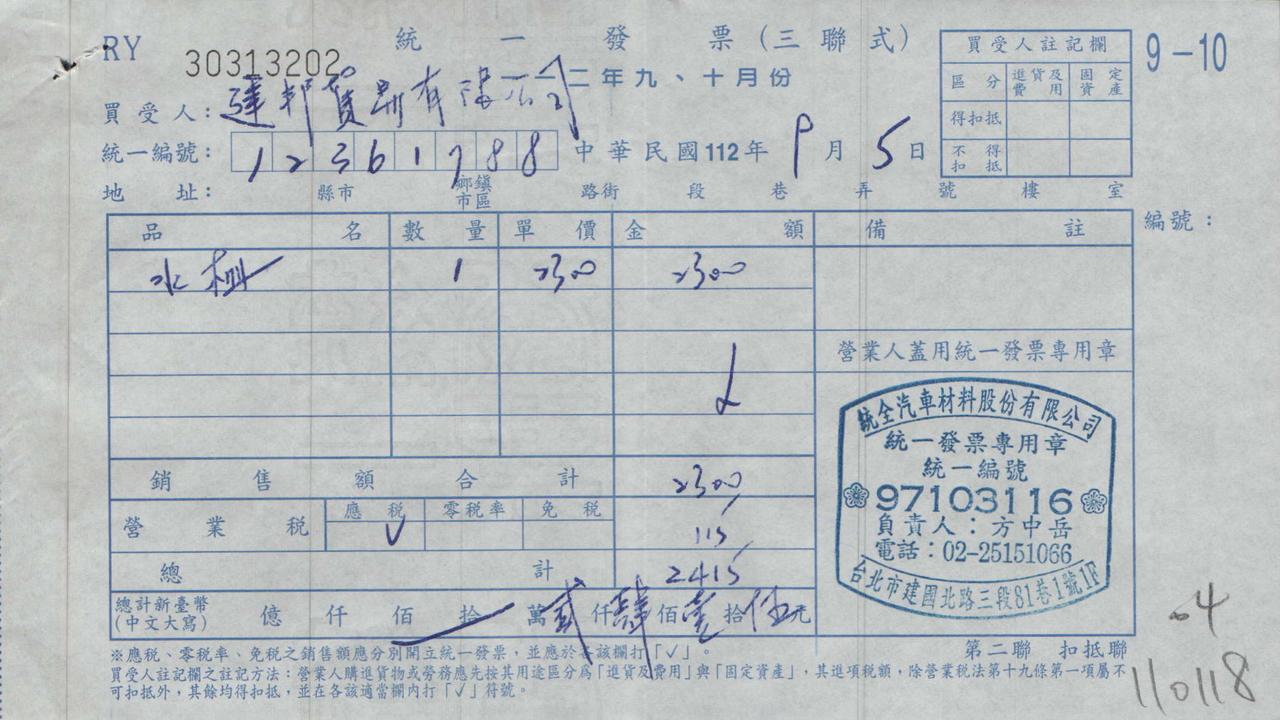 統一發票(三聯式)
RY 30313202
二年九、十月份
9-10
買受人: 達邦貿易有限公司
統一編號: 12361788
中華民國112年9月5日
地址: 縣市 鄉鎮市區 路街 段 巷 弄 號 樓 室
買受人註記欄
區分 進貨及費用 固定資產
得扣抵
不得扣抵
編號:
品名 數量 單價 金額 備註
水 1 2300 2300
營業人蓋用統一發票專用章
統全汽車材料股份有限公司
統一發票專用章
統一編號
97103116
負責人:方中岳
電話:02-25151066
台北市建國北路三段81巷1號1F
銷售額合計 2300
營業稅 應稅 零稅率 免稅 115
V
總計 2415
總計新臺幣
(中文大寫)
億 仟 佰 拾 萬 貳 仟 肆 佰 壹 拾 伍 元
※應稅、零稅率、免稅之銷售額應分別開立統一發票,並應於各該欄打「√」。
第二聯 扣抵聯
買受人註記欄之註記方法:營業人購進貨物或勞務應先按其用途區分為「進貨及費用」與「固定資產」,其進項稅額,除營業稅法第十九條第一項屬不
可扣抵外,其餘均得扣抵,並在各該適當欄內打「√」符號。
110118